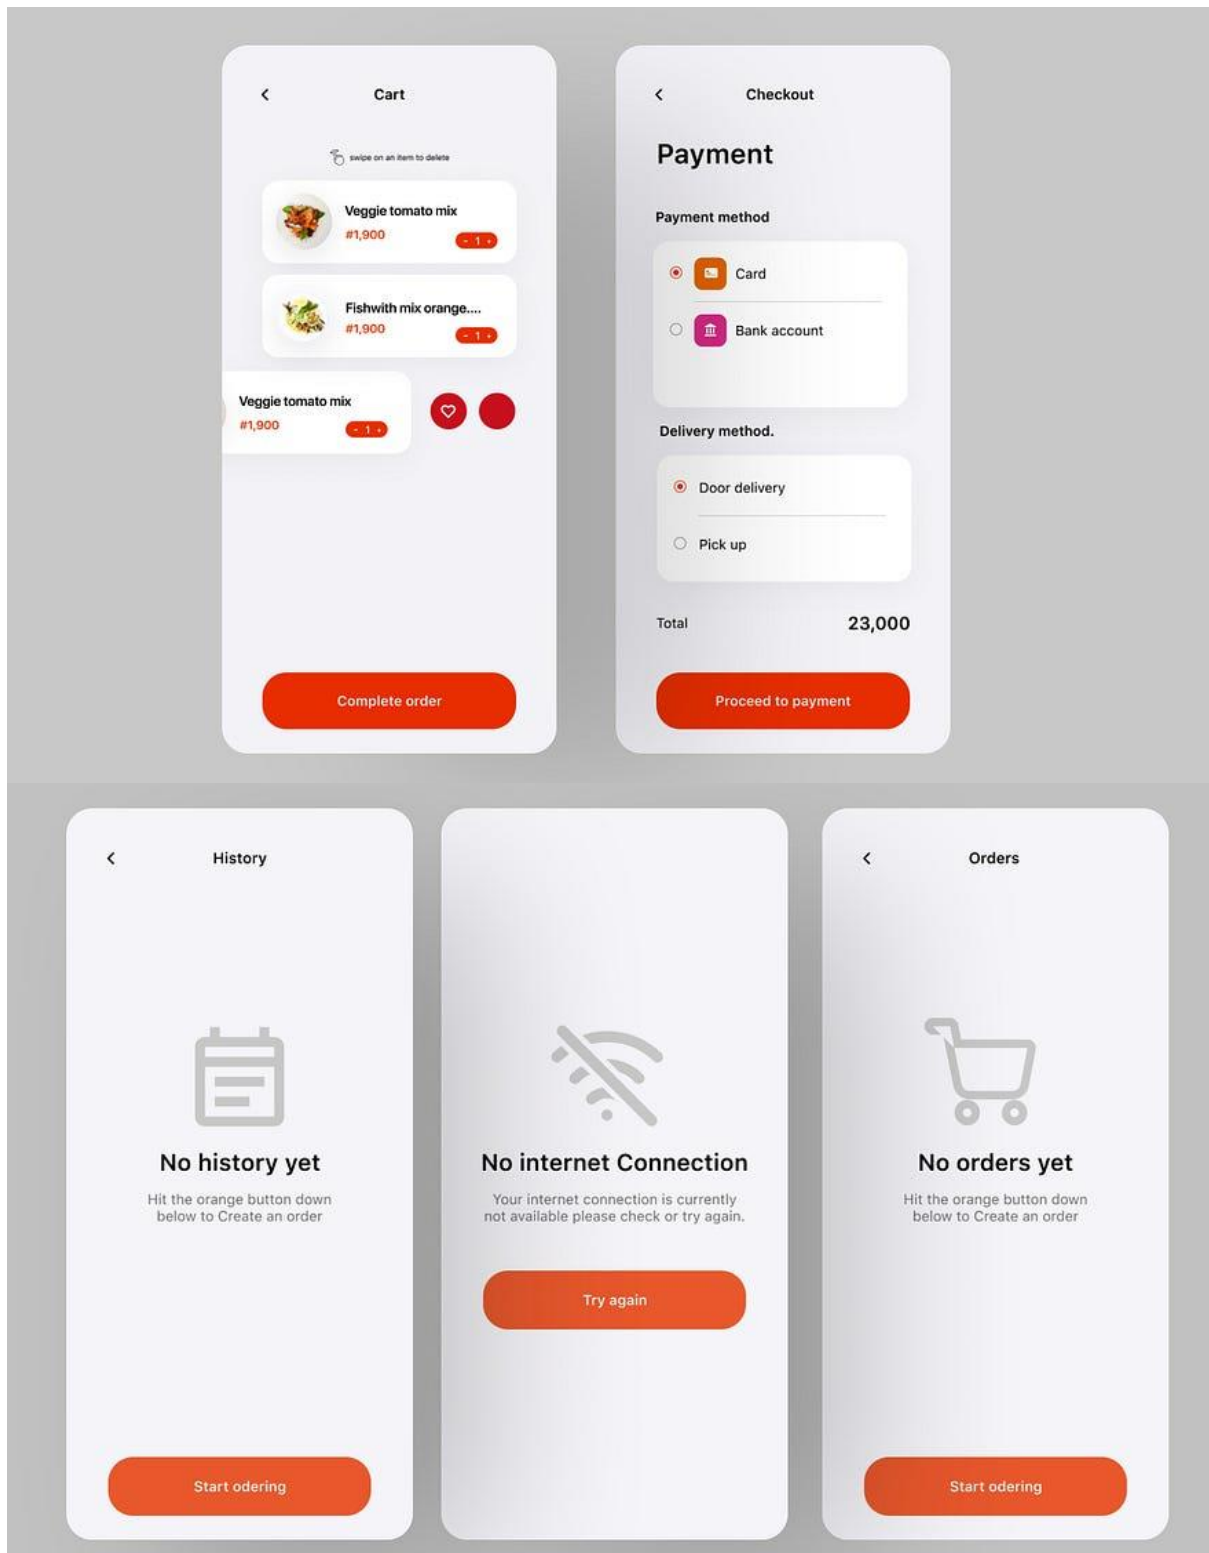 Cart
swipe on an item to delete
Veggie tomato mix
#1,900
- 1 +
Fishwith mix orange....
#1,900
- 1 +
Veggie tomato mix
#1,900
- 1 +
Complete order
Checkout
Payment
Payment method
Card
Bank account
Delivery method.
Door delivery
Pick up
Total 23,000
Proceed to payment
History
No history yet
Hit the orange button down
below to Create an order
Start odering
No internet Connection
Your internet connection is currently
not available please check or try again.
Try again
Orders
No orders yet
Hit the orange button down
below to Create an order
Start odering